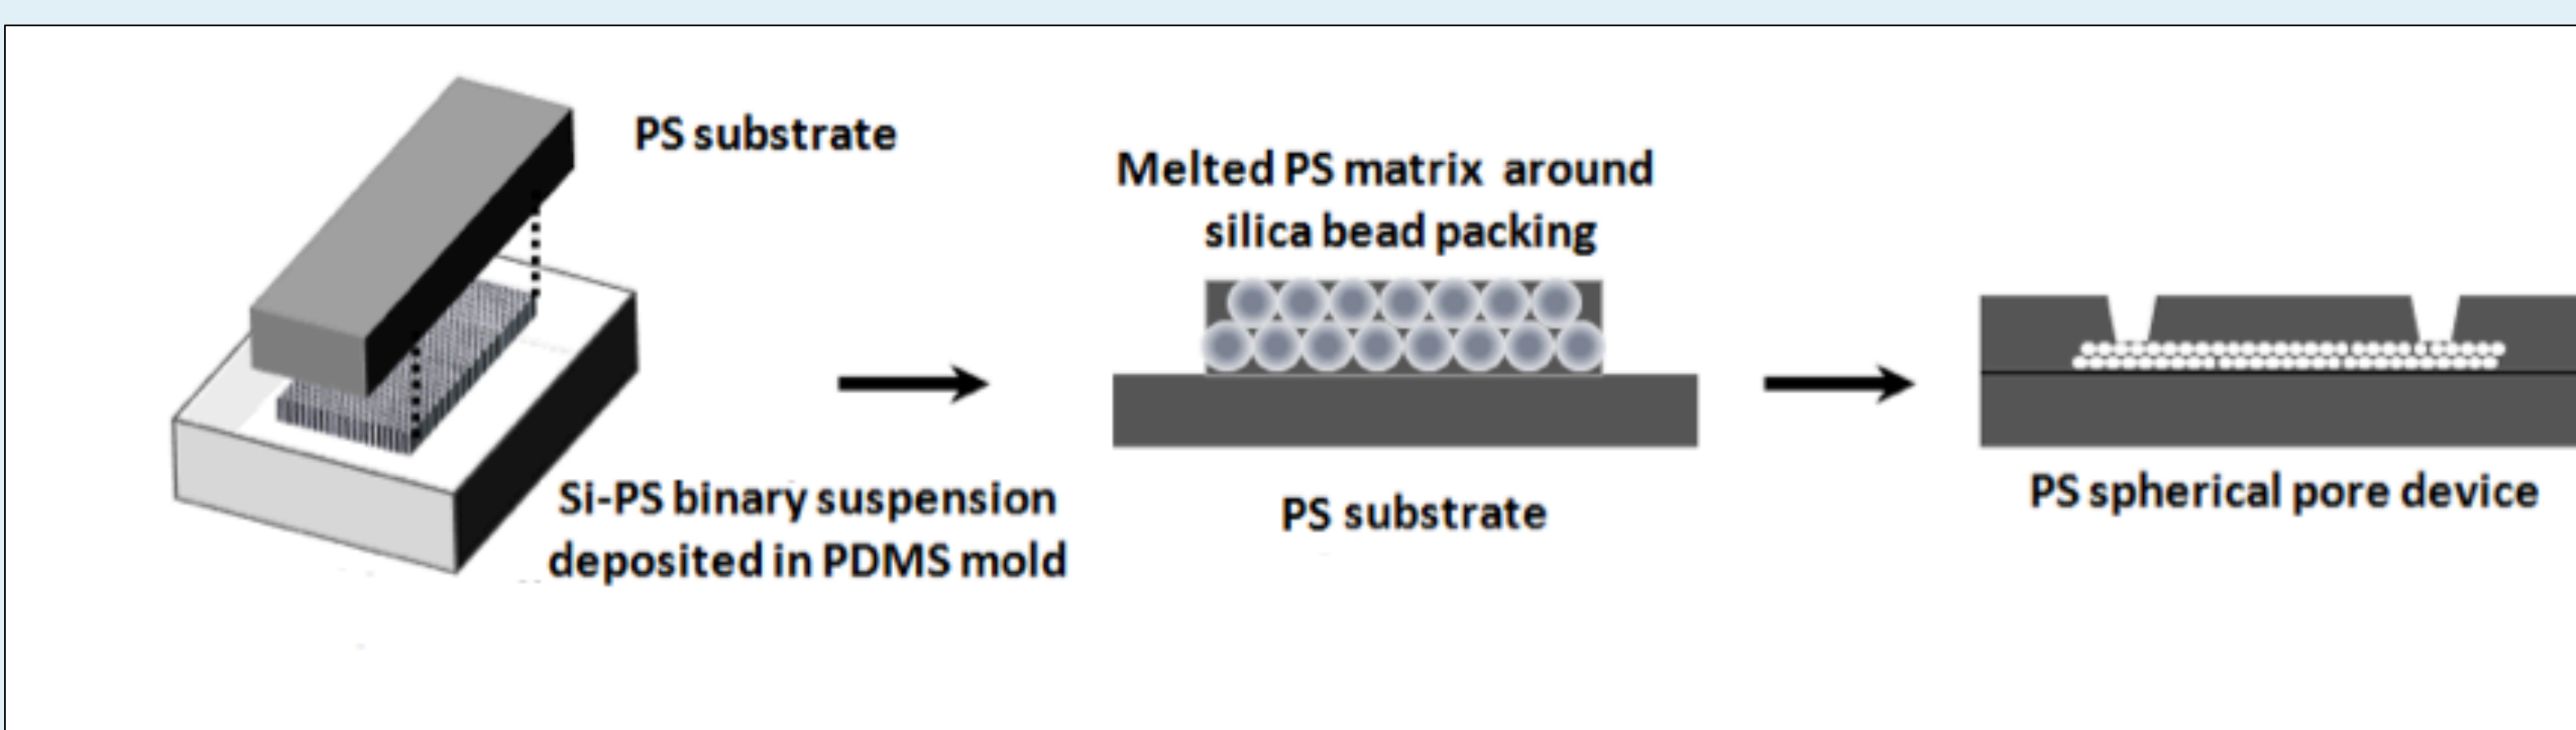 PS substrate
Si-PS binary suspension
deposited in PDMS mold
Melted PS matrix around
silica bead packing
PS substrate
PS spherical pore device